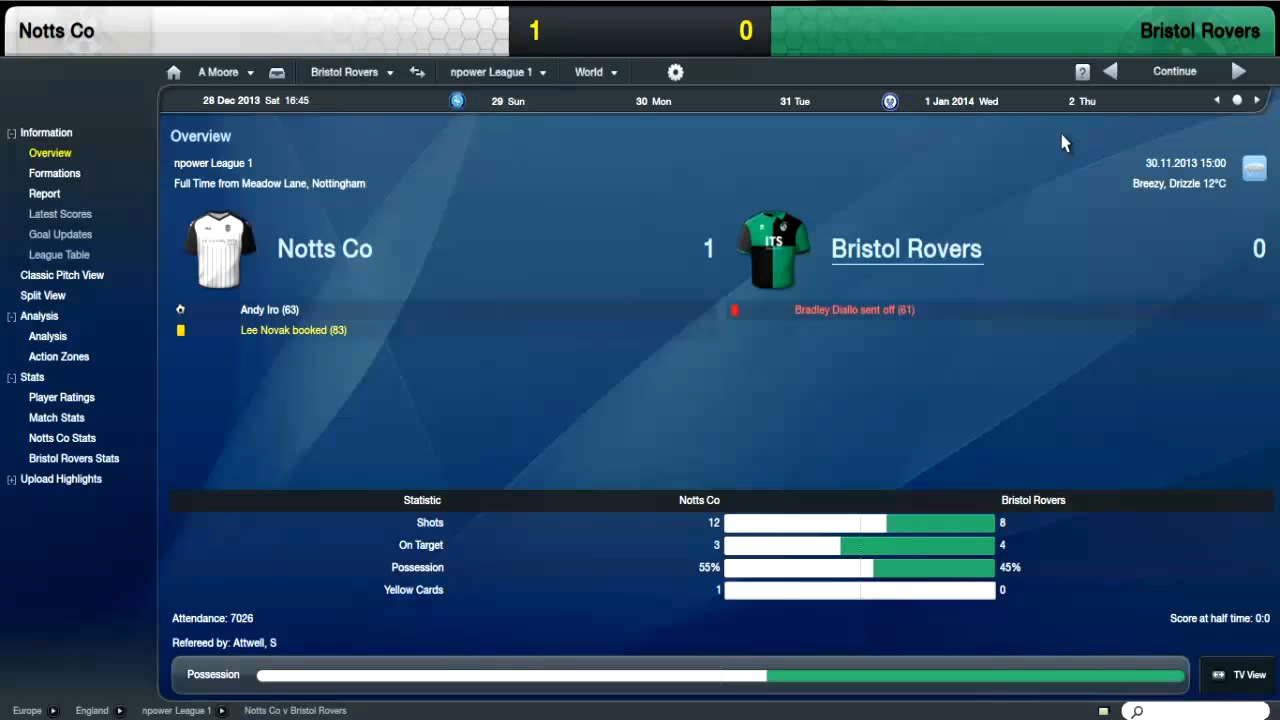 Notts Co 1 0 Bristol Rovers
A Moore Bristol Rovers npower League 1 World ? Continue
28 Dec 2013 Sat 16:45 29 Sun 30 Mon 31 Tue 1 Jan 2014 Wed 2 Thu
Information
Overview
Formations
Report
Latest Scores
Goal Updates
League Table
Classic Pitch View
Split View
Analysis
Analysis
Action Zones
Stats
Player Ratings
Match Stats
Notts Co Stats
Bristol Rovers Stats
Upload Highlights
Overview
npower League 1 30.11.2013 15:00
Full Time from Meadow Lane, Nottingham Breezy, Drizzle 12°C
Notts Co 1 ITS Bristol Rovers 0
Andy Iro (63) Bradley Diallo sent off (61)
Lee Novak booked (83)
Statistic Notts Co Bristol Rovers
Shots 12 8
On Target 3 4
Possession 55% 45%
Yellow Cards 1 0
Attendance: 7026 Score at half time: 0:0
Refereed by: Attwell, S
Possession TV View
Europe England npower League 1 Notts Co v Bristol Rovers